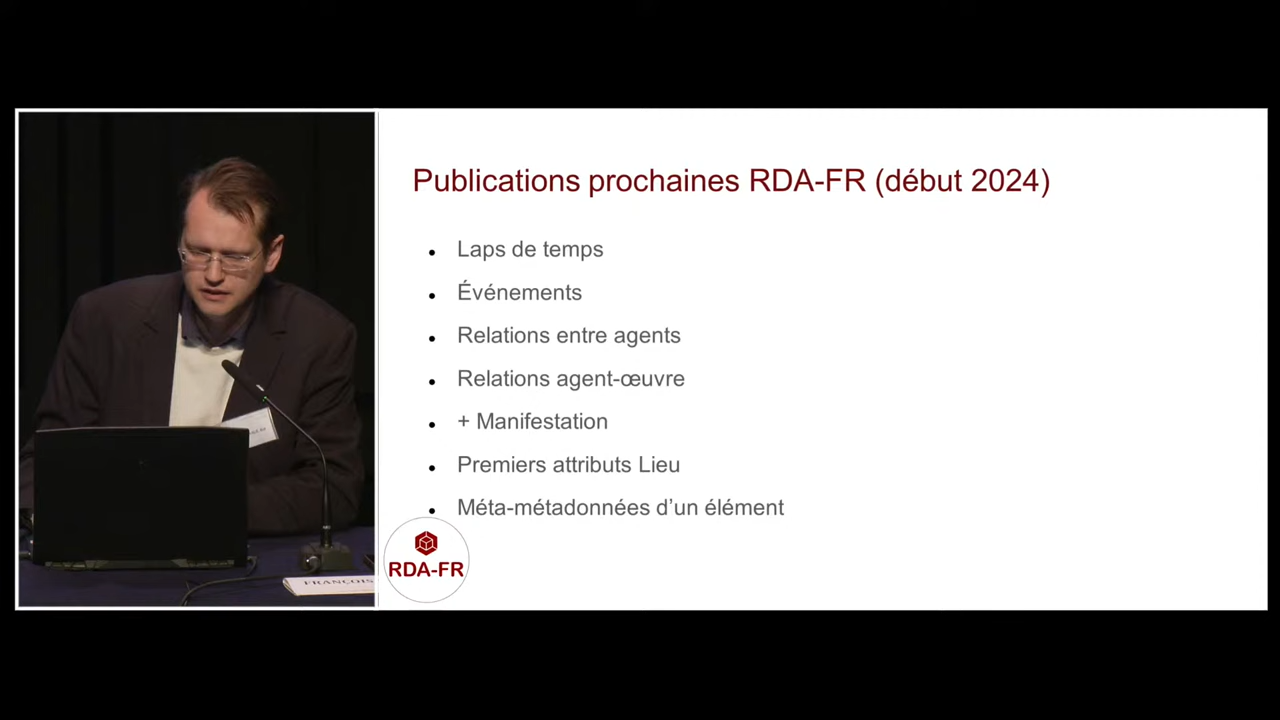 Publications prochaines RDA-FR (début 2024)
Laps de temps
Événements
Relations entre agents
Relations agent-œuvre
+ Manifestation
Premiers attributs Lieu
Méta-métadonnées d’un élément
RDA-FR
FRANÇOIS